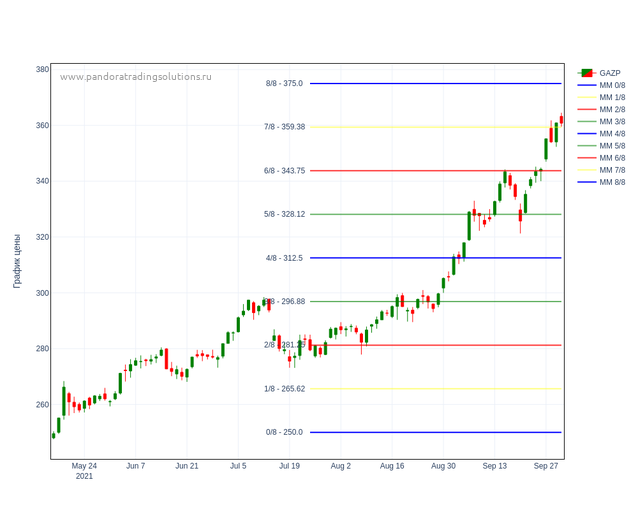 www.pandoratradingsolutions.ru
График цены
380
360
340
320
300
280
260
8/8 - 375.0
7/8 - 359.38
6/8 - 343.75
5/8 - 328.12
4/8 - 312.5
3/8 - 296.88
2/8 - 281.25
1/8 - 265.62
0/8 - 250.0
May 24
2021
Jun 7
Jun 21
Jul 5
Jul 19
Aug 2
Aug 16
Aug 30
Sep 13
Sep 27
GAZP
MM 0/8
MM 1/8
MM 2/8
MM 3/8
MM 4/8
MM 5/8
MM 6/8
MM 7/8
MM 8/8